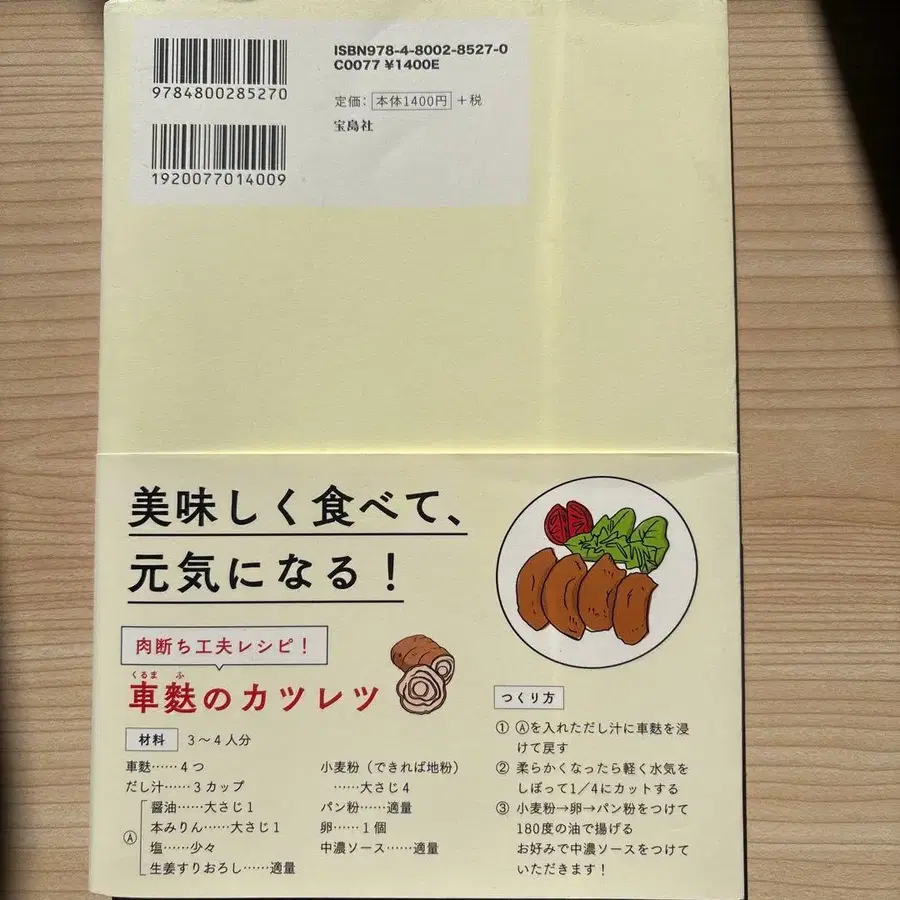 ISBN978-4-8002-8527-0
C0077 ¥1400E
9784800285270
定価： 本体1400円 ＋税
宝島社
1920077014009
美味しく食べて、
元気になる！
肉断ち工夫レシピ！
くるま ふ
車麩のカツレツ
材料 3〜4人分
車麩……4つ
だし汁……3カップ
Ⓐ
醤油……大さじ1
本みりん……大さじ1
塩……少々
生姜すりおろし……適量
小麦粉（できれば地粉）
……大さじ4
パン粉……適量
卵……1個
中濃ソース……適量
つくり方
① Ⓐを入れただし汁に車麩を浸
けて戻す
② 柔らかくなったら軽く水気を
しぼって1／4にカットする
③ 小麦粉→卵→パン粉をつけて
180度の油で揚げる
お好みで中濃ソースをつけて
いただきます！